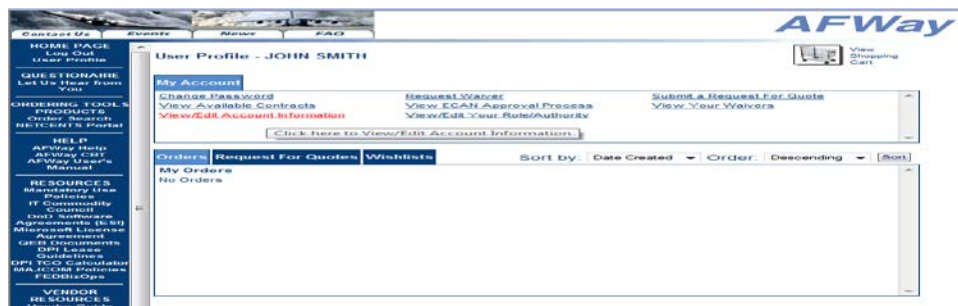 AFWay
Contact Us Events News FAQ
HOME PAGE
Log Out
User Profile
QUESTIONAIRE
Let Us Hear from
You
ORDERING TOOLS
PRODUCTS
Order Search
NETCENTS Portal
HELP
AFWay Help
AFWay CBT
AFWay User's
Manual
RESOURCES
Mandatory Use
Policies
IT Commodity
Council
DoD Software
Agreements (ESI)
Microsoft License
Agreement
QEB Documents
DPI Lease
Guidelines
DPI TCO Calculator
MAJCOM Policies
FEDBizOps
VENDOR
RESOURCES
User Profile - JOHN SMITH
View
Shopping
Cart
My Account
Change Password Request Waiver Submit a Request For Quote
View Available Contracts View ECAN Approval Process View Your Waivers
View/Edit Account Information View/Edit Your Role/Authority
Click here to View/Edit Account Information.
Orders Request For Quotes Wishlists Sort by: Date Created Order: Descending Sort
My Orders
No Orders